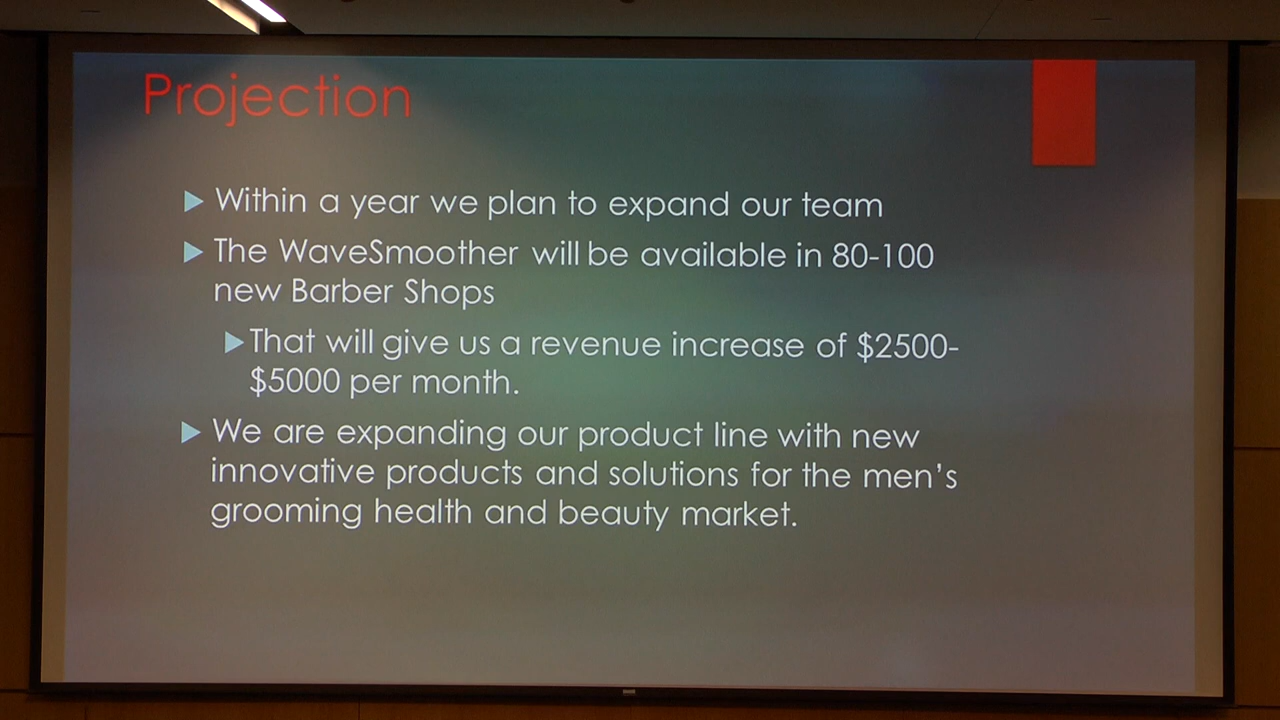 Projection
Within a year we plan to expand our team
The WaveSmoother will be available in 80-100
new Barber Shops
That will give us a revenue increase of $2500-
$5000 per month.
We are expanding our product line with new
innovative products and solutions for the men's
grooming health and beauty market.